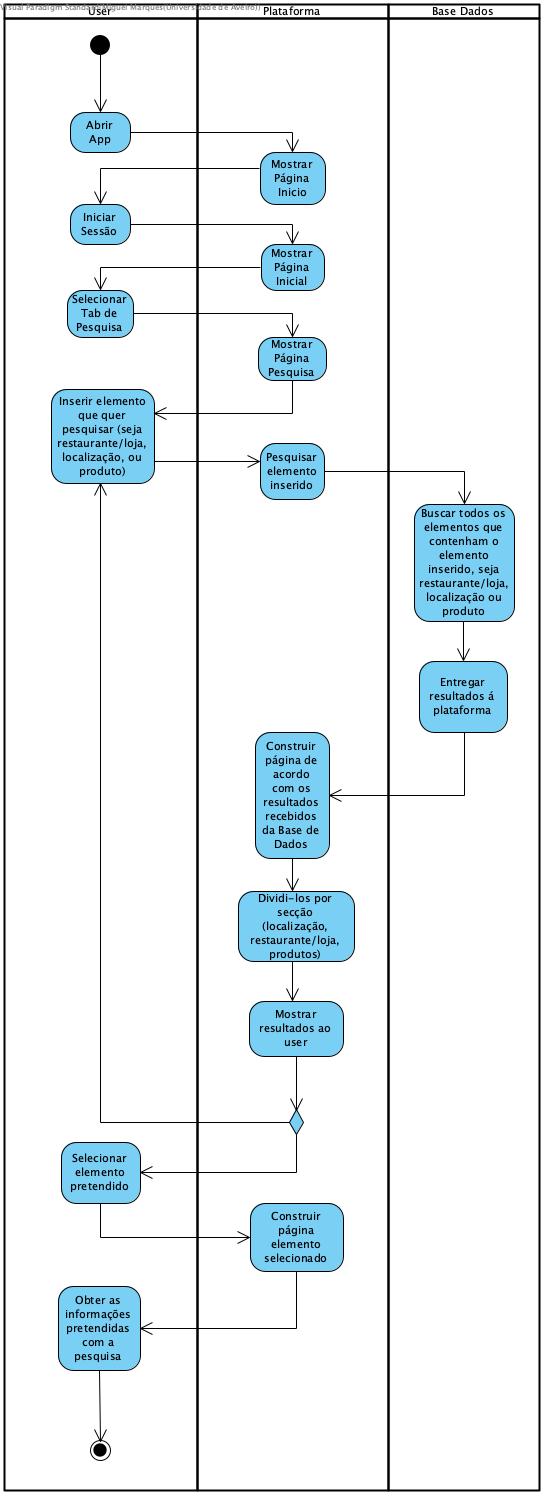 Visual Paradigm Standard(Miguel Marques(Universidade de Aveiro))
User
Plataforma
Base Dados
Abrir
App
Mostrar
Página
Inicio
Iniciar
Sessão
Mostrar
Página
Inicial
Selecionar
Tab de
Pesquisa
Mostrar
Página
Pesquisa
Inserir elemento
que quer
pesquisar (seja
restaurante/loja,
localização, ou
produto)
Pesquisar
elemento
inserido
Buscar todos os
elementos que
contenham o
elemento
inserido, seja
restaurante/loja,
localização ou
produto
Entregar
resultados á
plataforma
Construir
página de
acordo
com os
resultados
recebidos
da Base de
Dados
Dividi-los por
secção
(localização,
restaurante/loja,
produtos)
Mostrar
resultados ao
user
Selecionar
elemento
pretendido
Construir
página
elemento
selecionado
Obter as
informações
pretendidas
com a
pesquisa